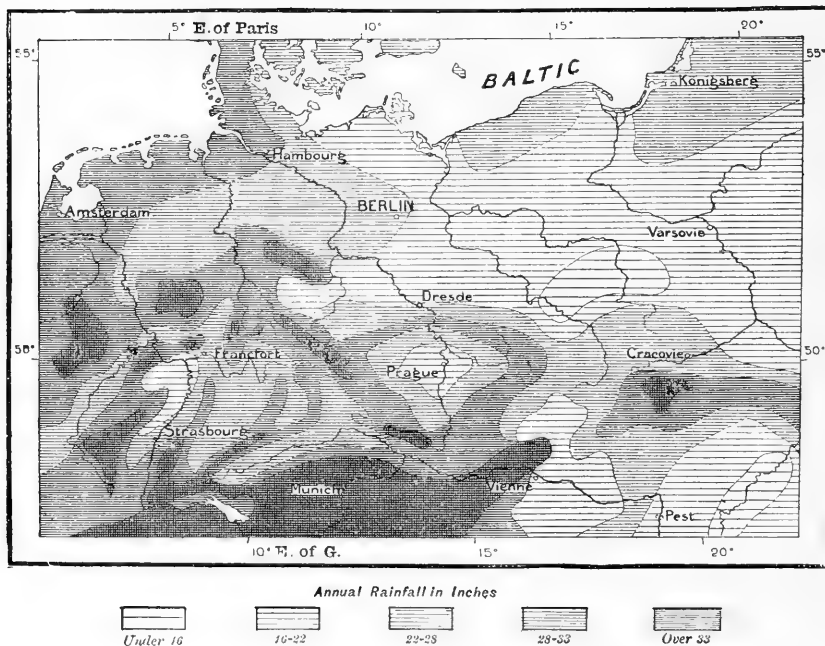 5° E. of Paris 10° 15° 20°
55° 55°
BALTIC
Königsberg
Hambourg
BERLIN
Amsterdam
Varsovie
Dresde
50° Francfort Cracovie 50°
Prague
Strasbourg
Munich Vienne
Pest
10° E. of G. 15° 20°
Annual Rainfall in Inches
Under 16 16-22 22-28 28-33 Over 33